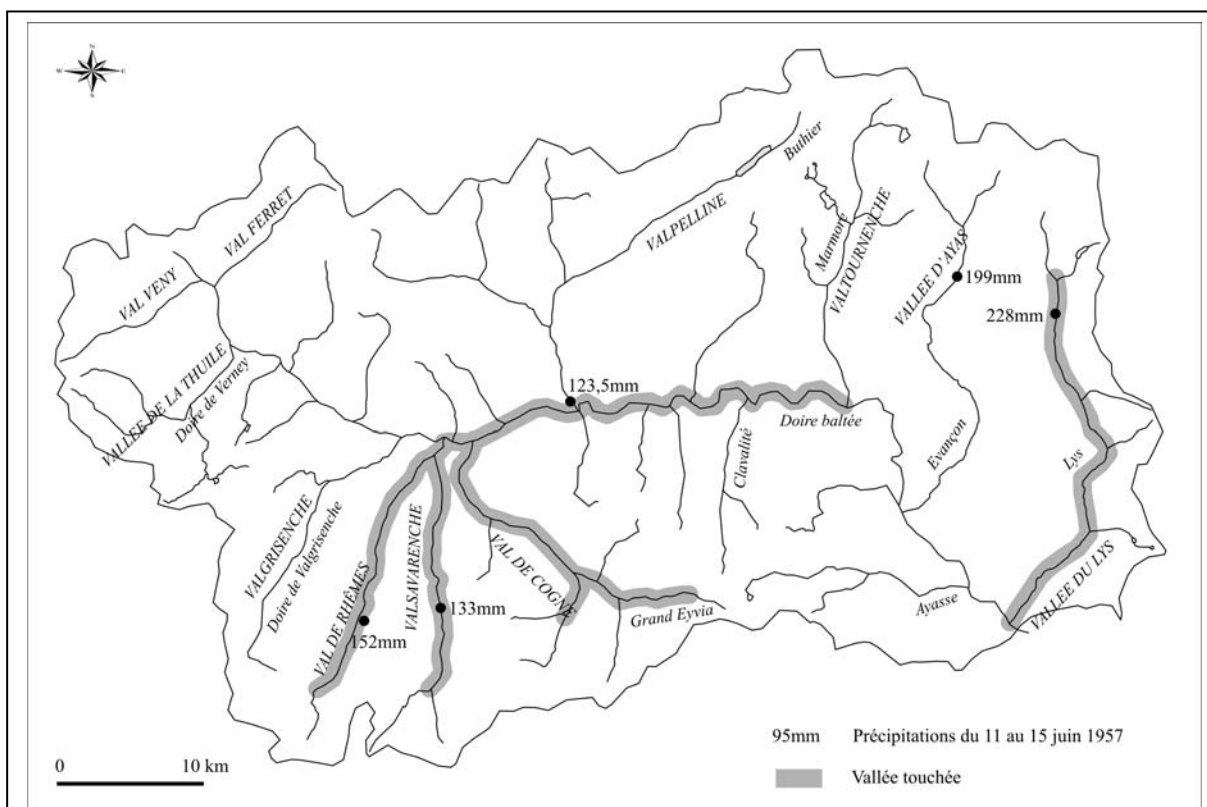 N
W E
S
Buthier
VAL FERRET
VALPELLINE
VAL VENY
Marmore
VALTOURNENCHE
VALLEE D'AYAS
199mm
228mm
VALLEE DE LA THUILE
Doire de Verney
123,5mm
Doire baltée
Clavalité
Evançon
Lys
VALGRISENCHE
Doire de Valgrisenche
VAL DE RHÊMES
VALSAVARENCHE
VAL DE COGNE
VALLEE DU LYS
133mm
Grand Eyvia
Ayasse
152mm
95mm Précipitations du 11 au 15 juin 1957
0 10 km
Vallée touchée